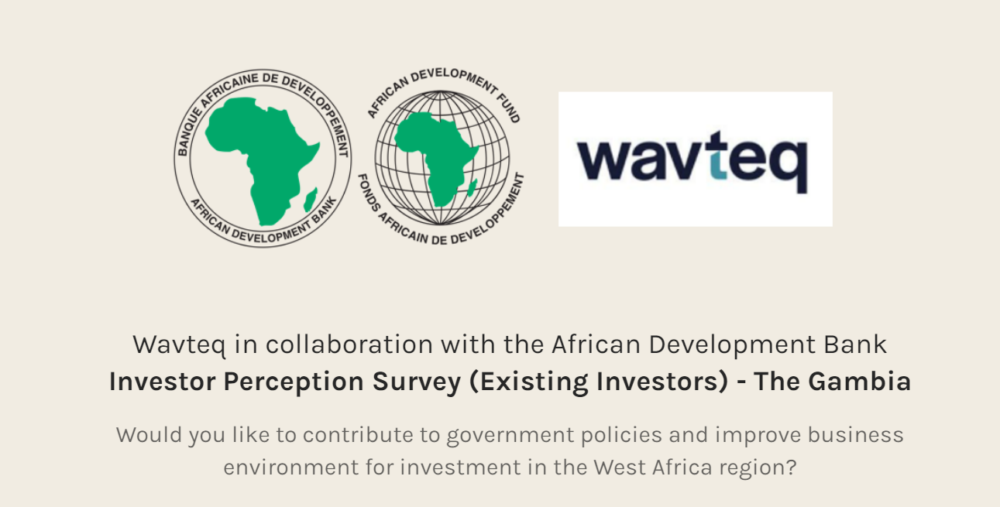 BANQUE AFRICAINE DE DEVELOPPEMENT
AFRICAN DEVELOPMENT BANK
AFRICAN DEVELOPMENT FUND
FONDS AFRICAIN DE DEVELOPPEMENT
wavteq
Wavteq in collaboration with the African Development Bank
Investor Perception Survey (Existing Investors) - The Gambia
Would you like to contribute to government policies and improve business
environment for investment in the West Africa region?